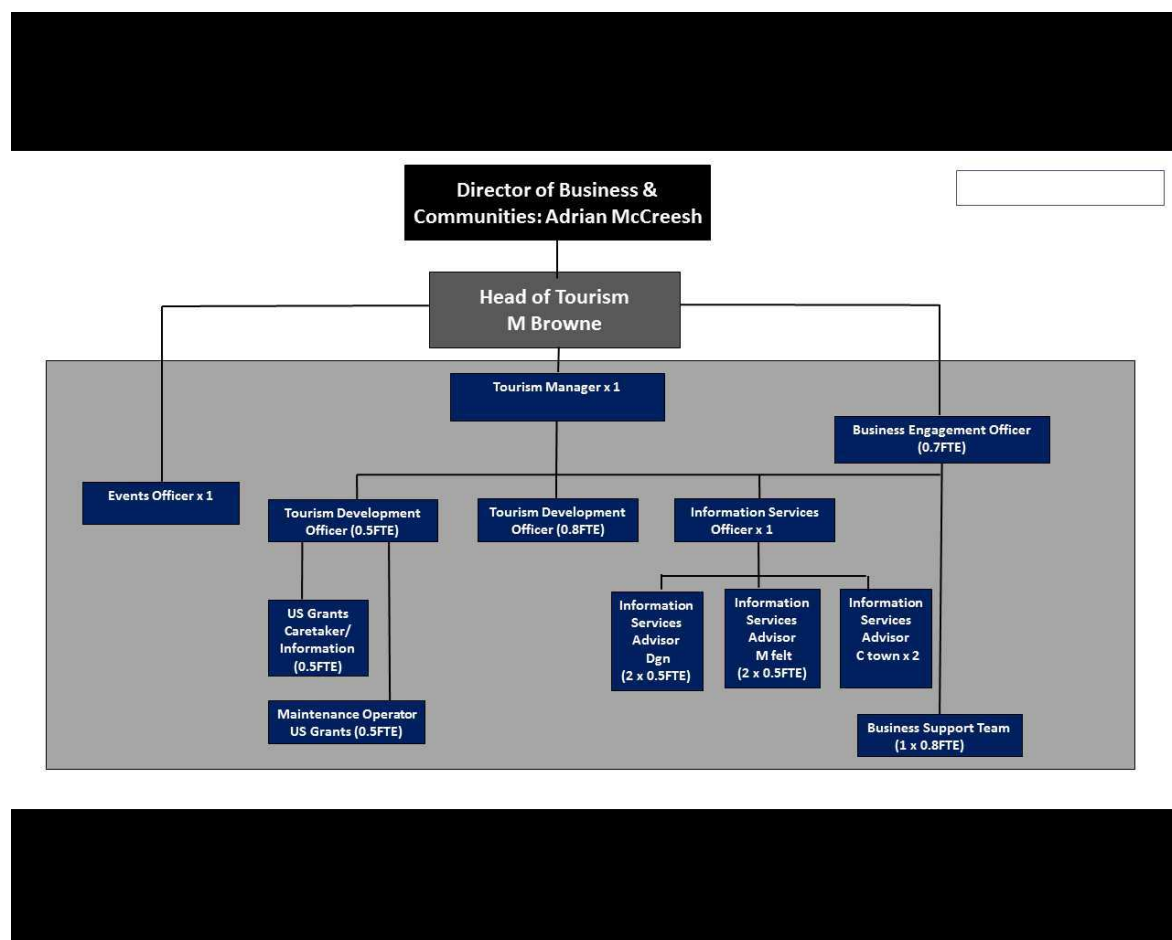 Director of Business &
Communities: Adrian McCreesh
Head of Tourism
M Browne
Tourism Manager x 1
Business Engagement Officer
(0.7FTE)
Events Officer x 1
Tourism Development
Officer (0.5FTE)
Tourism Development
Officer (0.8FTE)
Information Services
Officer x 1
US Grants
Caretaker/
Information
(0.5FTE)
Information
Services
Advisor
Dgn
(2 x 0.5FTE)
Information
Services
Advisor
M felt
(2 x 0.5FTE)
Information
Services
Advisor
C town x 2
Maintenance Operator
US Grants (0.5FTE)
Business Support Team
(1 x 0.8FTE)